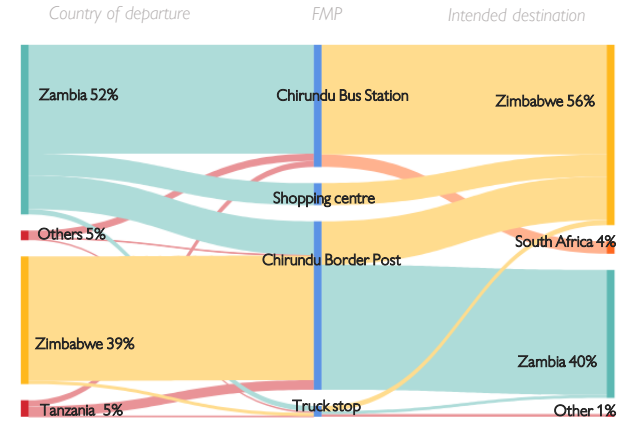 Country of departure FMP Intended destination
Zambia 52% Chirundu Bus Station Zimbabwe 56%
Shopping centre
Others 5% South Africa 4%
Chirundu Border Post
Zimbabwe 39% Zambia 40%
Tanzania 5% Truck stop Other 1%